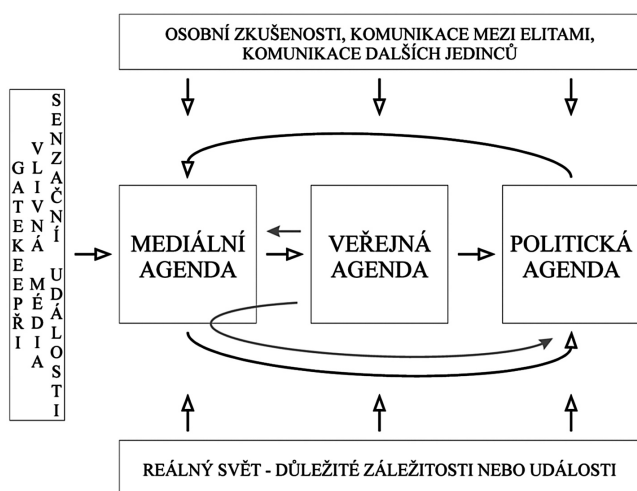 OSOBNÍ ZKUŠENOSTI, KOMUNIKACE MEZI ELITAMI,
KOMUNIKACE DALŠÍCH JEDINCŮ
GATEKEEPŘI
VLIVNÁ MÉDIA
SENZAČNÍ UDÁLOSTI
MEDIÁLNÍ
AGENDA
VEŘEJNÁ
AGENDA
POLITICKÁ
AGENDA
REÁLNÝ SVĚT - DŮLEŽITÉ ZÁLEŽITOSTI NEBO UDÁLOSTI